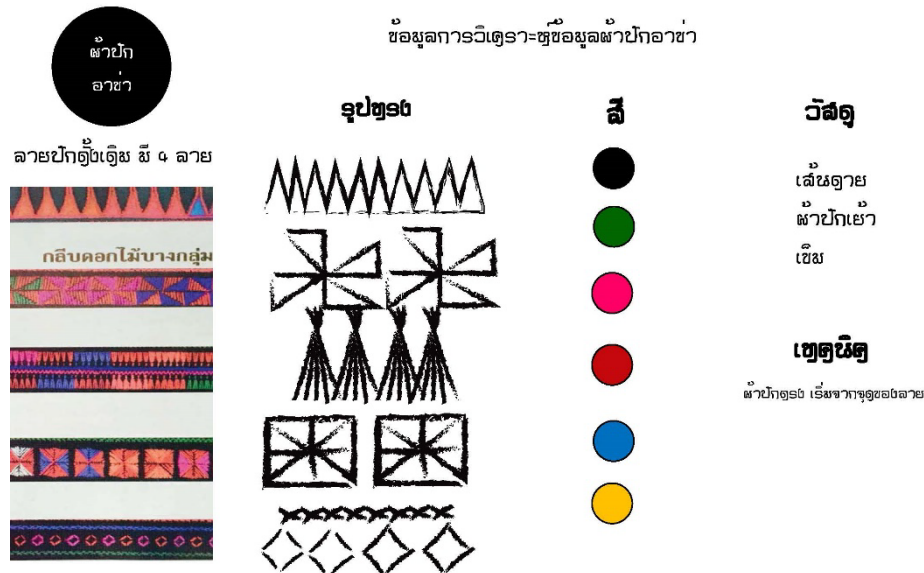 ผ้าปัก
อาข่า
ข้อมูลการวิเคราะห์ข้อมูลผ้าปักอาข่า
ลายปักดั้งเดิม มี 4 ลาย
กลีบดอกไม้บางกลุ่ม
รูปทรง
สี
วัสดุ
เส้นด้าย
ผ้าปักเย้า
เข็ม
เทคนิค
ผ้าปักตรง เริ่มจากจุดของลาย